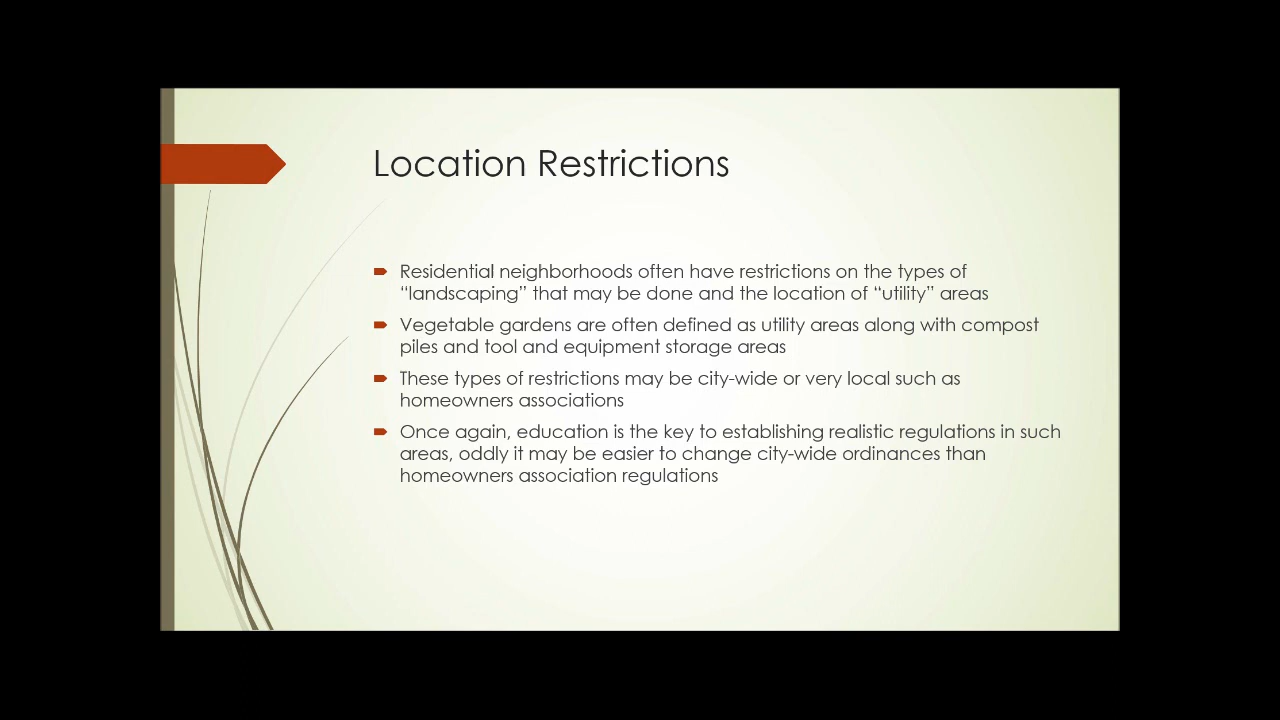 Location Restrictions
Residential neighborhoods often have restrictions on the types of
“landscaping” that may be done and the location of “utility” areas
Vegetable gardens are often defined as utility areas along with compost
piles and tool and equipment storage areas
These types of restrictions may be city-wide or very local such as
homeowners associations
Once again, education is the key to establishing realistic regulations in such
areas, oddly it may be easier to change city-wide ordinances than
homeowners association regulations